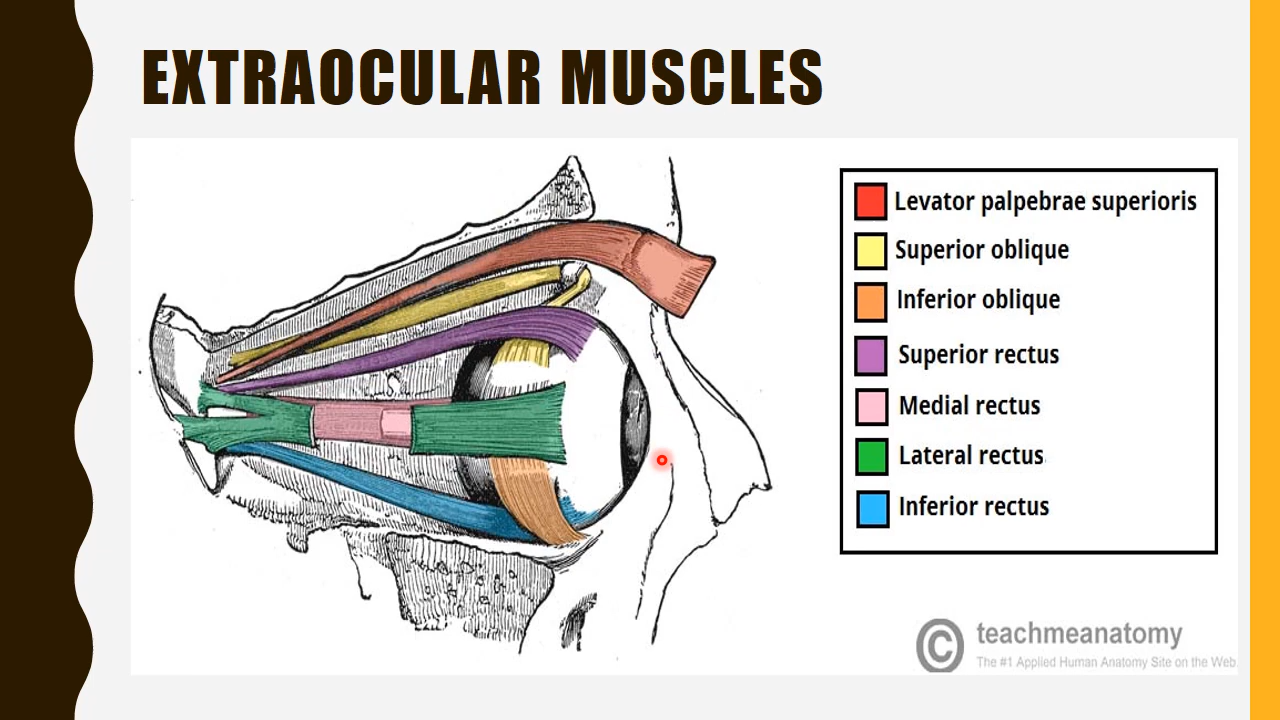 EXTRAOCULAR MUSCLES
Levator palpebrae superioris
Superior oblique
Inferior oblique
Superior rectus
Medial rectus
Lateral rectus
Inferior rectus
© teachmeanatomy
The #1 Applied Human Anatomy Site on the Web.